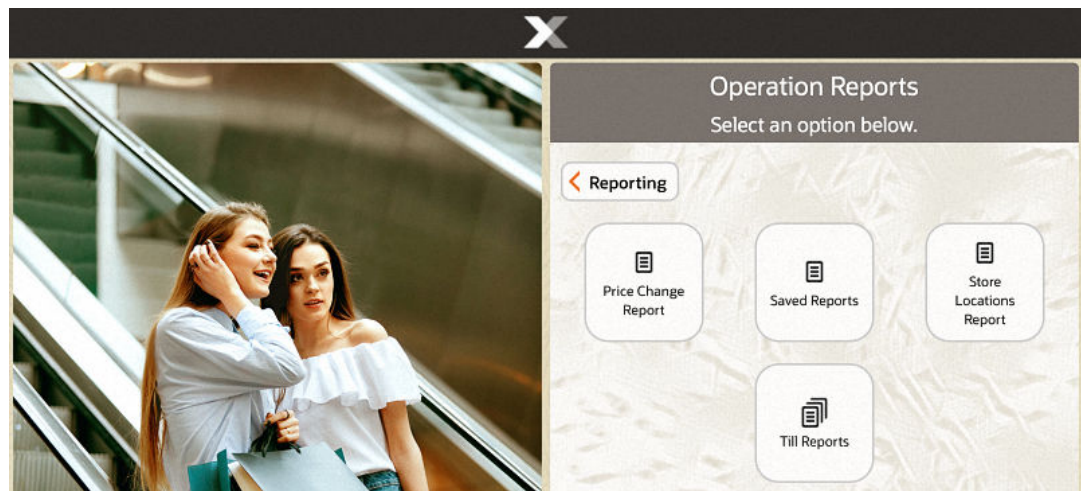 Operation Reports
Select an option below.
Reporting
Price Change
Report
Saved Reports
Store
Locations
Report
Till Reports